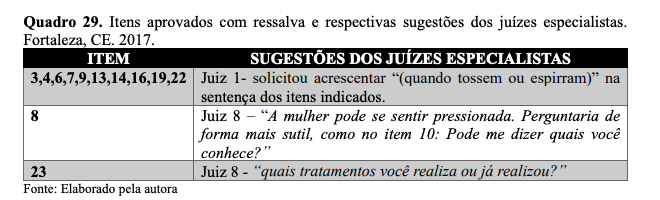 Quadro 29. Itens aprovados com ressalva e respectivas sugestões dos juízes especialistas.
Fortaleza, CE. 2017.
ITEM SUGESTÕES DOS JUÍZES ESPECIALISTAS
3,4,6,7,9,13,14,16,19,22 Juiz 1- solicitou acrescentar “(quando tossem ou espirram)” na
sentença dos itens indicados.
8 Juiz 8 – “A mulher pode se sentir pressionada. Perguntaria de
forma mais sutil, como no item 10: Pode me dizer quais você
conhece?”
23 Juiz 8 - “quais tratamentos você realiza ou já realizou?”
Fonte: Elaborado pela autora